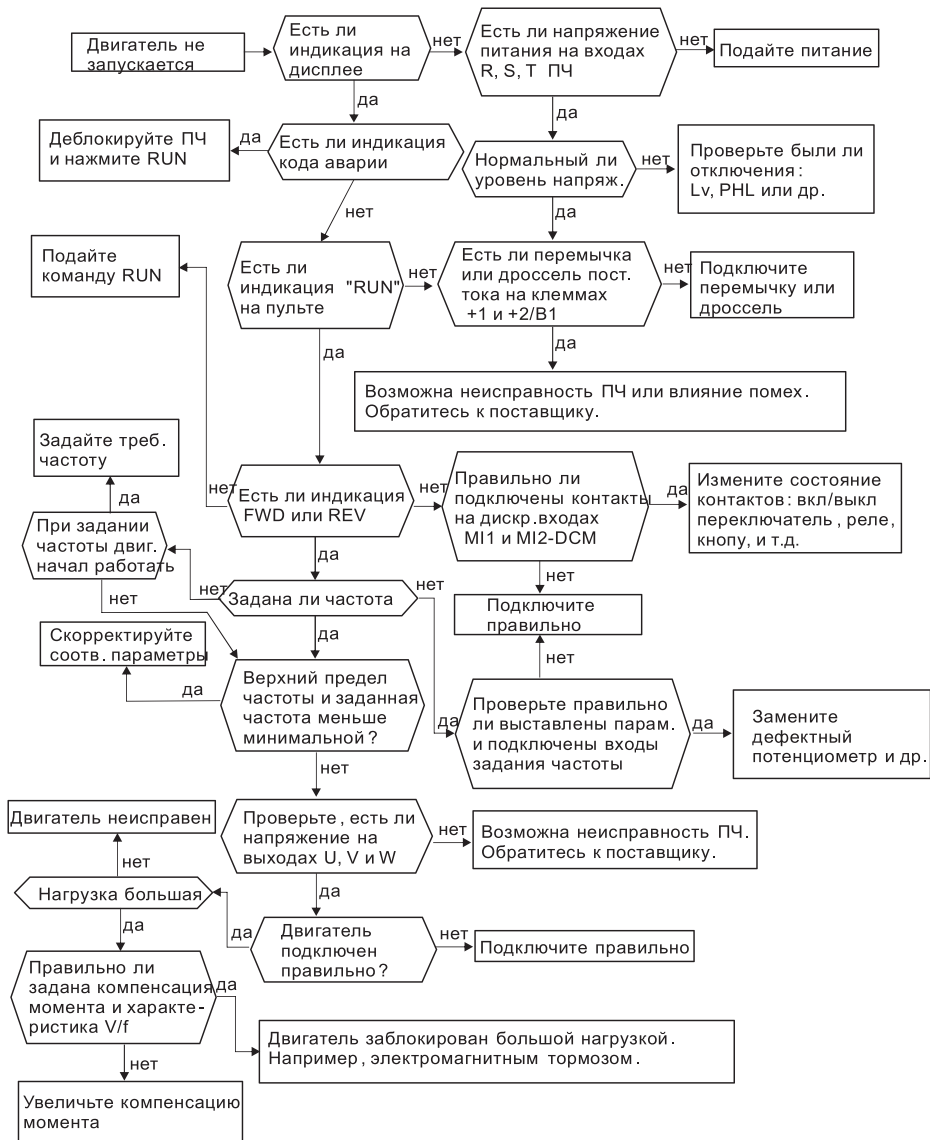 Двигатель не
запускается
Есть ли
индикация на
дисплее
нет
Есть ли напряжение
питания на входах
R, S, T ПЧ
нет
Подайте питание
да
да
Деблокируйте ПЧ
и нажмите RUN
да
Есть ли индикация
кода аварии
Нормальный ли
уровень напряж.
нет
Проверьте были ли
отключения:
Lv, PHL или др.
нет
да
Подайте
команду RUN
Есть ли
индикация "RUN"
на пульте
нет
Есть ли перемычка
или дроссель пост.
тока на клеммах
+1 и +2/B1
нет
Подключите
перемычку или
дроссель
да
да
Возможна неисправность ПЧ или влияние помех.
Обратитесь к поставщику.
Задайте треб.
частоту
да
нет
Есть ли индикация
FWD или REV
нет
Правильно ли
подключены контакты
на дискр.входах
MI1 и MI2-DCM
да
Измените состояние
контактов: вкл/выкл
переключатель, реле,
кнопу, и т.д.
При задании
частоты двиг.
начал работать
да
нет
нет
нет
Задана ли частота
нет
Подключите
правильно
да
нет
Скорректируйте
соотв. параметры
да
Верхний предел
частоты и заданная
частота меньше
минимальной?
да
Проверьте правильно
ли выставлены парам.
и подключены входы
задания частоты
да
Замените
дефектный
потенциометр и др.
нет
Двигатель неисправен
Проверьте, есть ли
напряжение на
выходах U, V и W
нет
Возможна неисправность ПЧ.
Обратитесь к поставщику.
нет
да
Нагрузка большая
да
да
Двигатель
подключен
правильно?
нет
Подключите правильно
Правильно ли
задана компенсация
момента и характе-
ристика V/f
да
Двигатель заблокирован большой нагрузкой.
Например, электромагнитным тормозом.
нет
Увеличьте компенсацию
момента